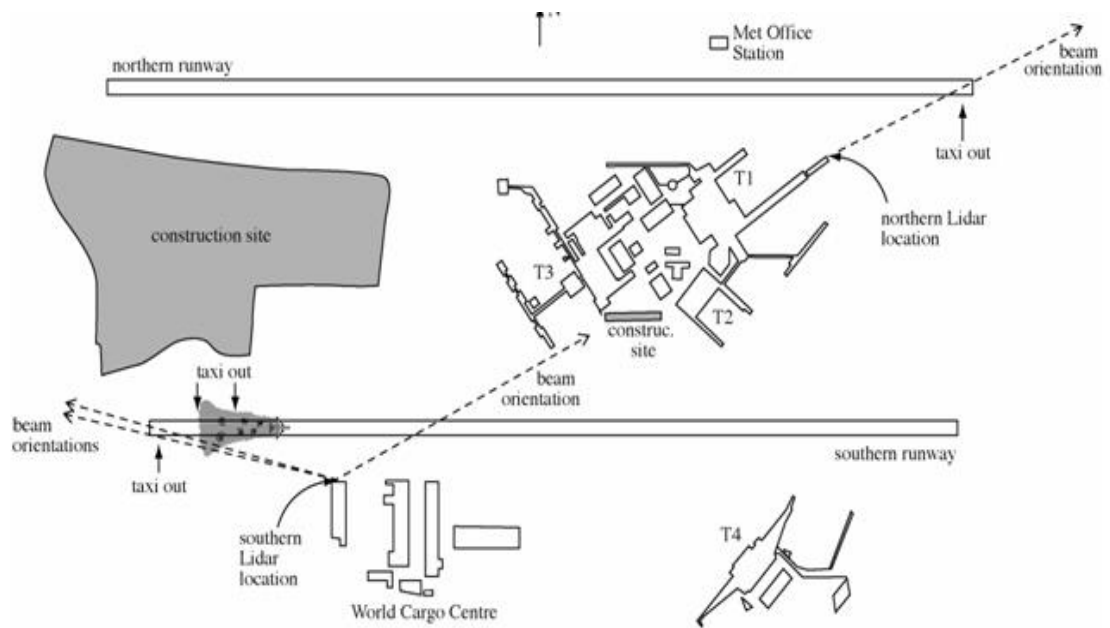 Met Office
Station
northern runway
beam
orientation
taxi out
T1
construction site
northern Lidar
location
T3
T2
construc.
site
taxi out
beam
orientation
beam
orientations
southern runway
taxi out
southern
Lidar
location
T4
World Cargo Centre